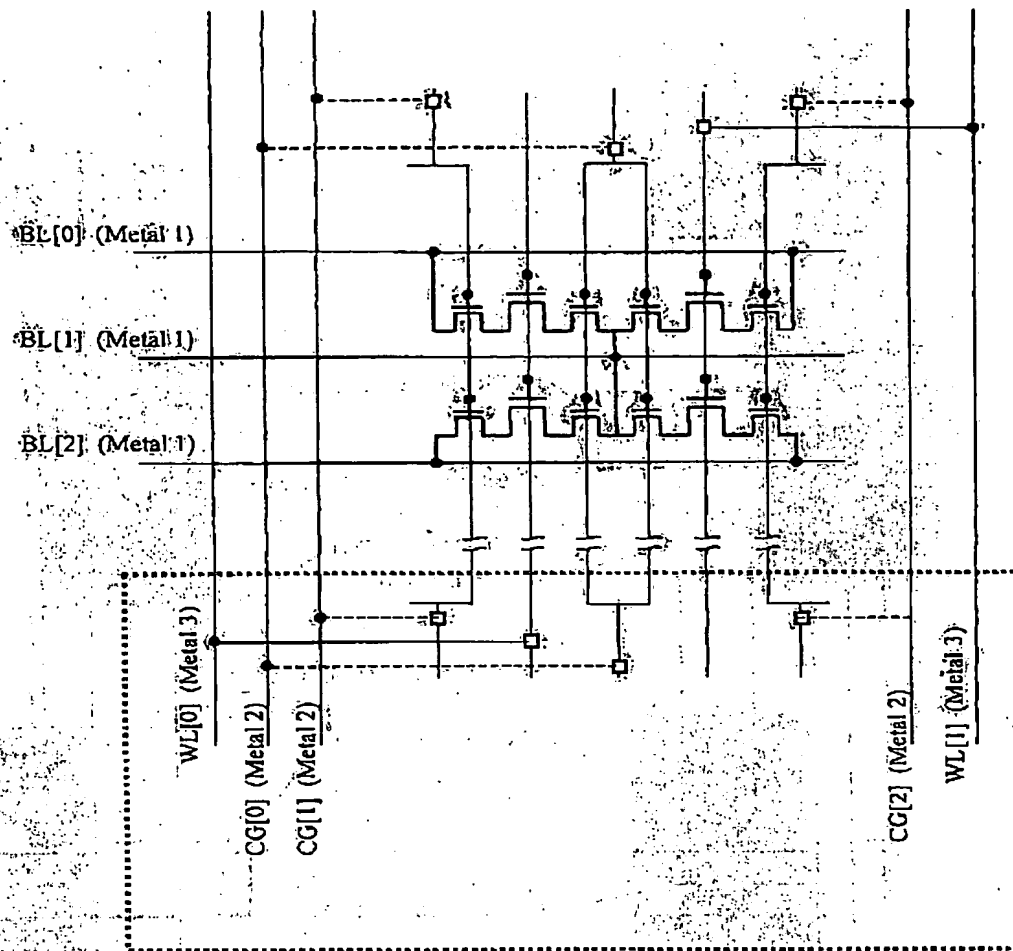 BL[0] (Metal 1)
BL[1] (Metal 1)
BL[2] (Metal 1)
WL[0] (Metal 3)
CG[0] (Metal 2)
CG[1] (Metal 2)
CG[2] (Metal 2)
WL[1] (Metal 3)